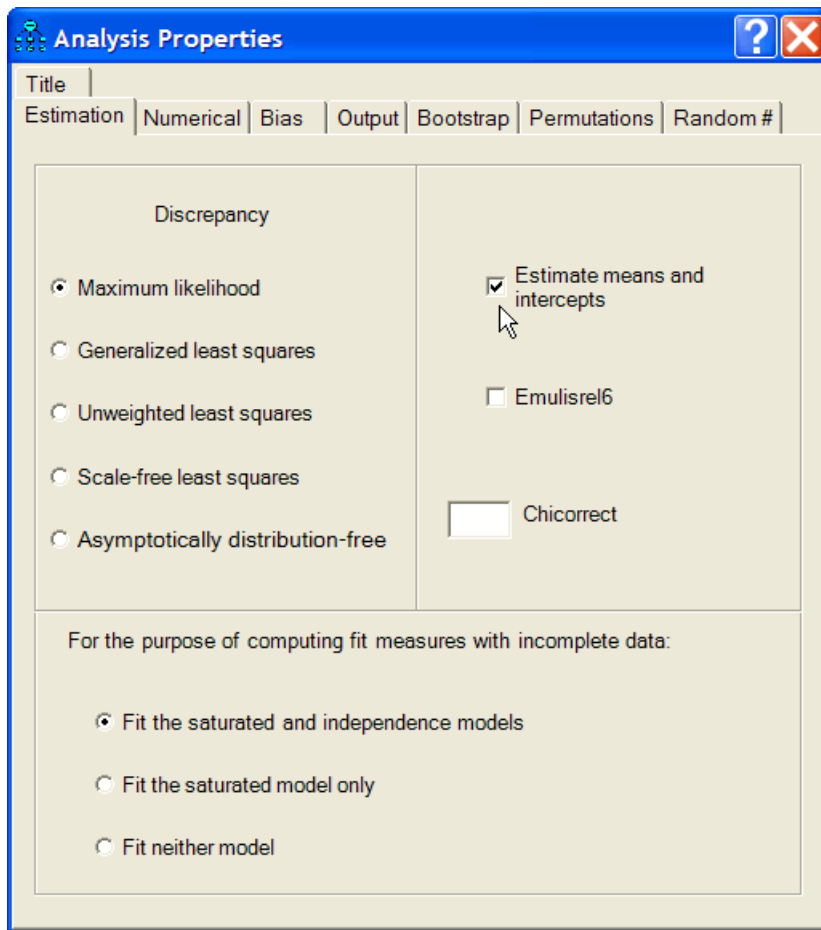 Analysis Properties
Title
Estimation Numerical Bias Output Bootstrap Permutations Random #
Discrepancy
Maximum likelihood
Generalized least squares
Unweighted least squares
Scale-free least squares
Asymptotically distribution-free
Estimate means and
intercepts
Emulisrel6
Chicorrect
For the purpose of computing fit measures with incomplete data:
Fit the saturated and independence models
Fit the saturated model only
Fit neither model